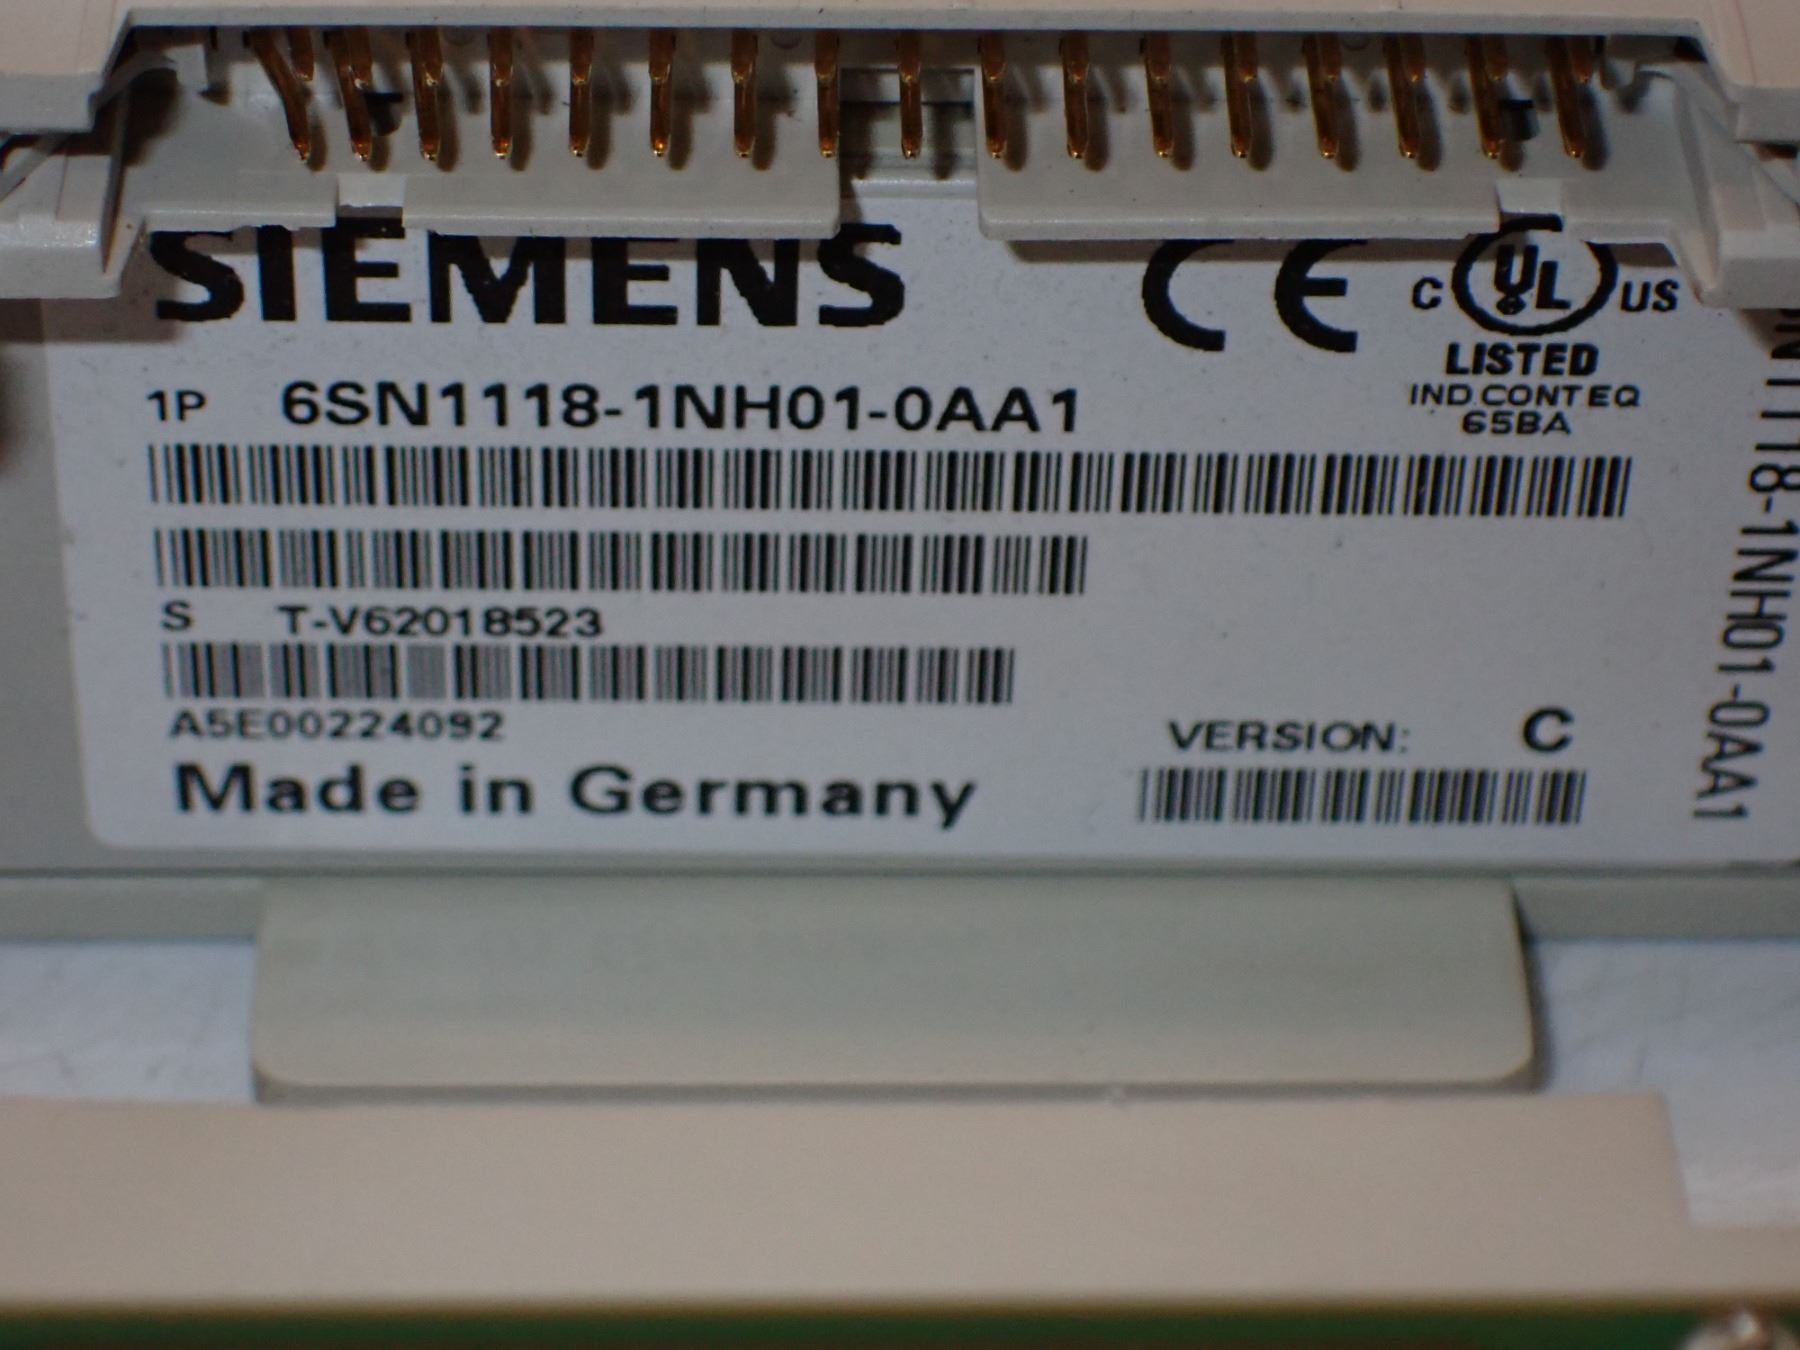 SIEMENS
CE
C UL US
LISTED
IND.CONT EQ
65BA
1P 6SN1118-1NH01-0AA1
S T-V62018523
A5E00224092
VERSION: C
Made in Germany
N1118-1NH01-0AA1